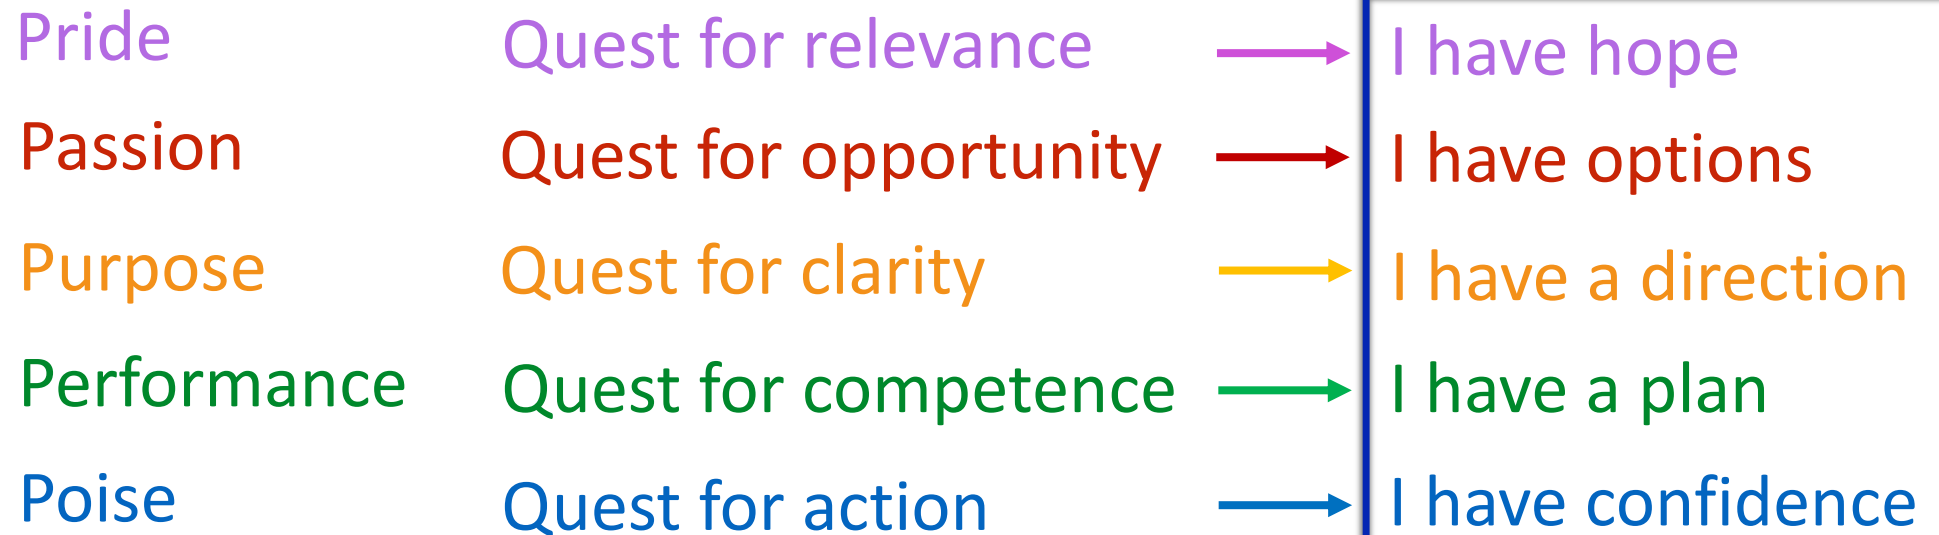 Pride Quest for relevance I have hope
Passion Quest for opportunity I have options
Purpose Quest for clarity I have a direction
Performance Quest for competence I have a plan
Poise Quest for action I have confidence